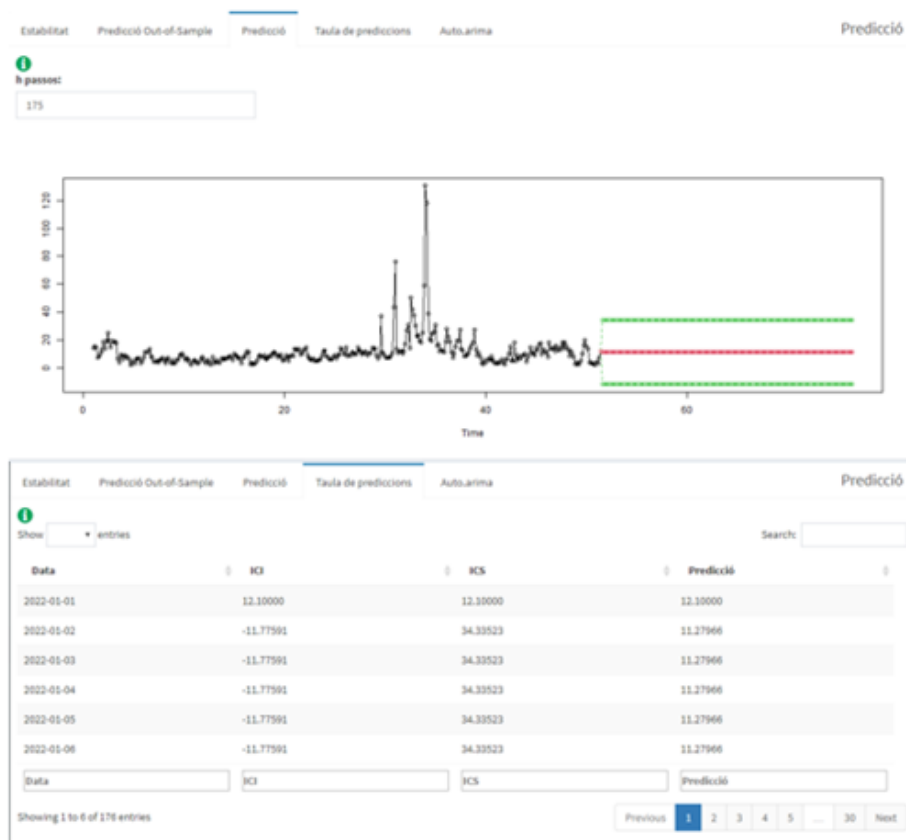 Estabilitat Predicció Out-of-Sample Predicció Taula de prediccions Auto.arima Predicció
h passos:
175
120
100
80
60
40
20
0
0 20 40 60
Time
Estabilitat Predicció Out-of-Sample Predicció Taula de prediccions Auto.arima Predicció
Show entries Search:
Data ICI ICS Predicció
2022-01-01 12.10000 12.10000 12.10000
2022-01-02 -11.77591 34.33523 11.27966
2022-01-03 -11.77591 34.33523 11.27966
2022-01-04 -11.77591 34.33523 11.27966
2022-01-05 -11.77591 34.33523 11.27966
2022-01-06 -11.77591 34.33523 11.27966
Data ICI ICS Predicció
Showing 1 to 6 of 176 entries Previous 1 2 3 4 5 ... 30 Next